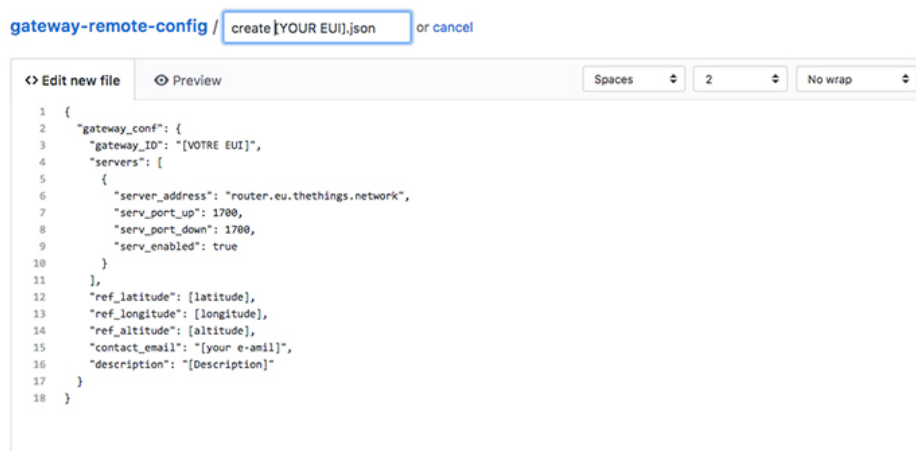 gateway-remote-config / create [YOUR EUI].json or cancel
<> Edit new file Preview Spaces 2 No wrap
1 {
2 "gateway_conf": {
3 "gateway_ID": "[VOTRE EUI]",
4 "servers": [
5 {
6 "server_address": "router.eu.thethings.network",
7 "serv_port_up": 1700,
8 "serv_port_down": 1700,
9 "serv_enabled": true
10 }
11 ],
12 "ref_latitude": [latitude],
13 "ref_longitude": [longitude],
14 "ref_altitude": [altitude],
15 "contact_email": "[your e-amil]",
16 "description": "[Description]"
17 }
18 }